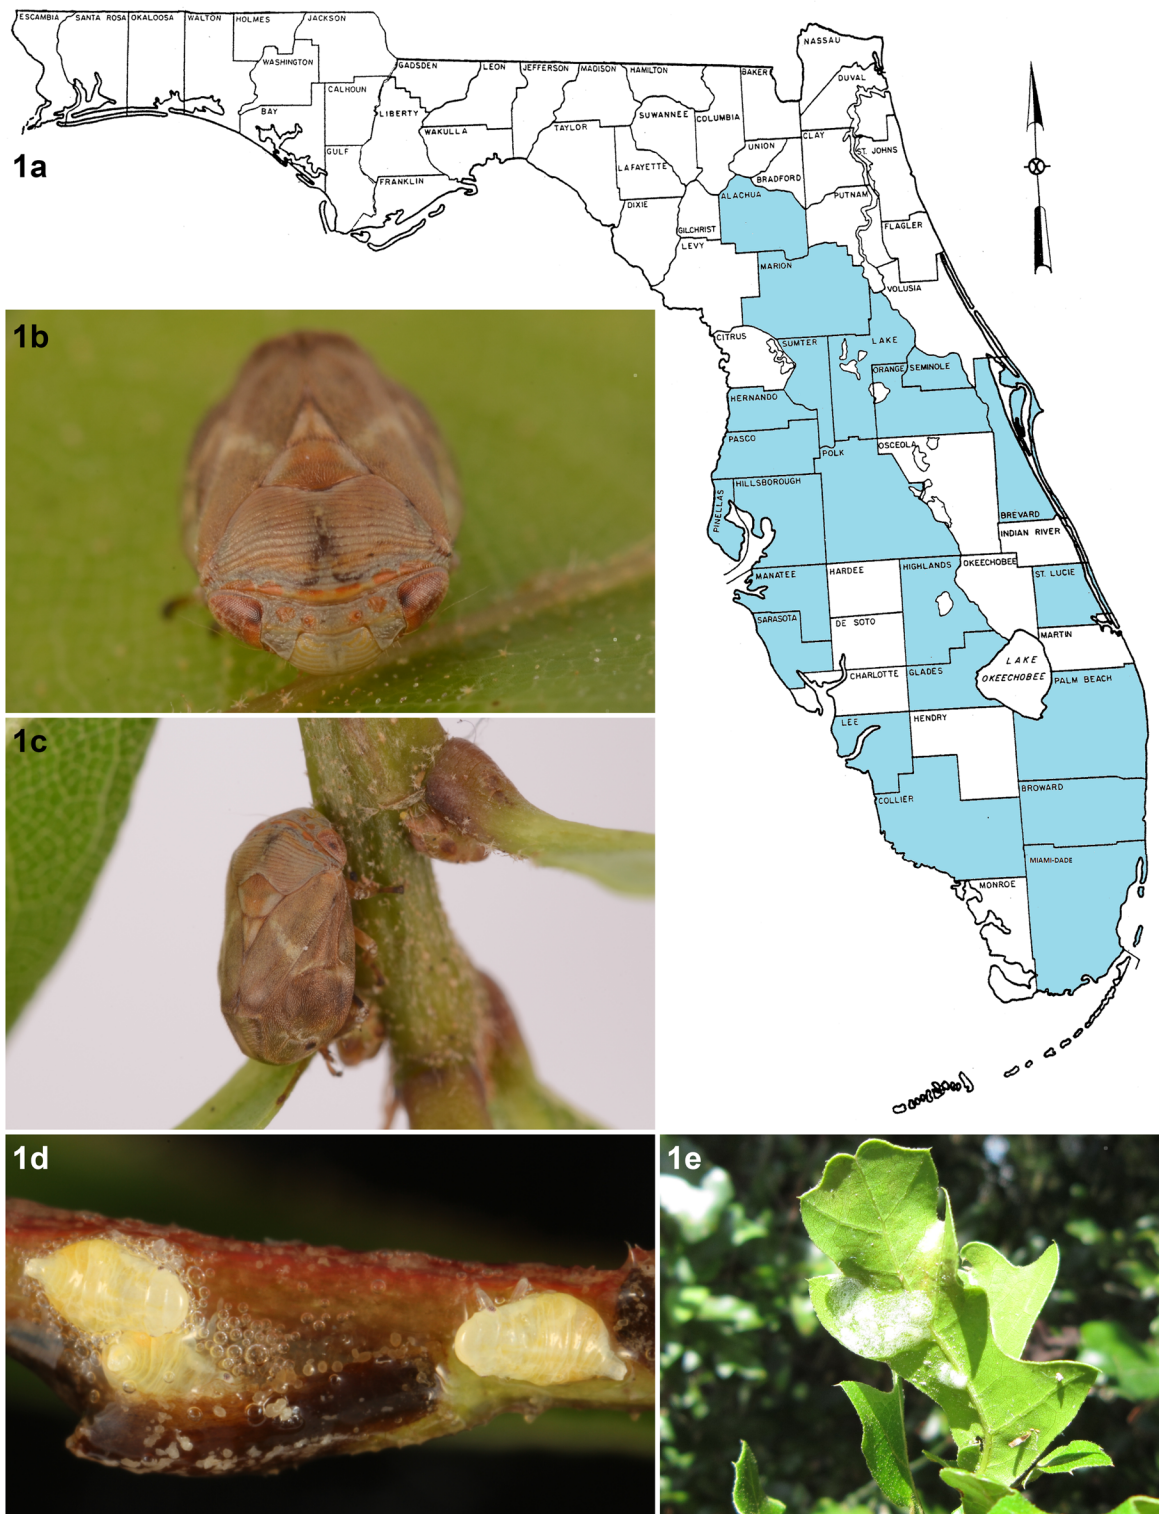 ESCAMBIA
SANTA ROSA
OKALOOSA
WALTON
HOLMES
JACKSON
WASHINGTON
BAY
CALHOUN
GULF
GADSDEN
LIBERTY
FRANKLIN
LEON
WAKULLA
JEFFERSON
MADISON
TAYLOR
HAMILTON
SUWANNEE
LAFAYETTE
DIXIE
COLUMBIA
GILCHRIST
BAKER
UNION
BRADFORD
NASSAU
DUVAL
CLAY
ST. JOHNS
PUTNAM
ALACHUA
FLAGLER
LEVY
MARION
VOLUSIA
CITRUS
SUMTER
LAKE
ORANGE
SEMINOLE
HERNANDO
PASCO
POLK
OSCEOLA
PINELLAS
HILLSBOROUGH
BREVARD
INDIAN RIVER
MANATEE
HARDEE
HIGHLANDS
OKEECHOBEE
ST. LUCIE
SARASOTA
DE SOTO
MARTIN
CHARLOTTE
GLADES
LAKE
OKEECHOBEE
PALM BEACH
LEE
HENDRY
COLLIER
BROWARD
MIAMI-DADE
MONROE
1a
1b
1c
1d
1e